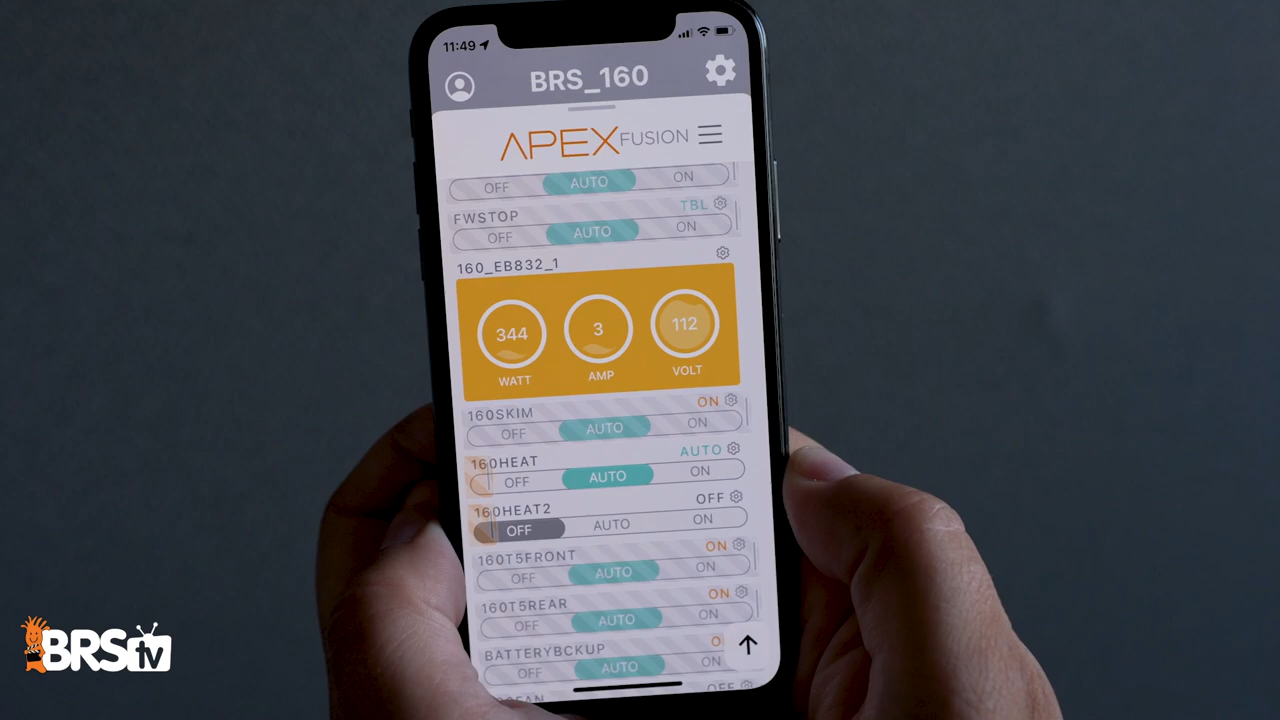 11:49
BRS_160
APEX FUSION
OFF AUTO ON
FWSTOP TBL
OFF AUTO ON
160_EB832_1
344 3 112
WATT AMP VOLT
160SKIM ON
OFF AUTO ON
160HEAT AUTO
OFF AUTO ON
160HEAT2 OFF
OFF AUTO ON
160T5FRONT ON
OFF AUTO ON
160T5REAR ON
OFF AUTO ON
BATTERYBCKUP
OFF AUTO ON
OFF
BRStv